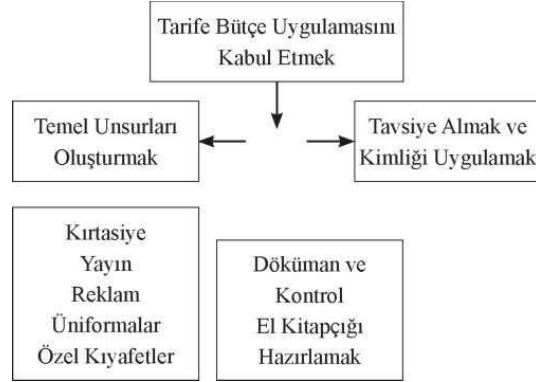 Tarife Bütçe Uygulamasını
Kabul Etmek
Temel Unsurları
Oluşturmak
Tavsiye Almak ve
Kimliği Uygulamak
Kırtasiye
Yayın
Reklam
Üniformalar
Özel Kıyafetler
Döküman ve
Kontrol
El Kitapçığı
Hazırlamak